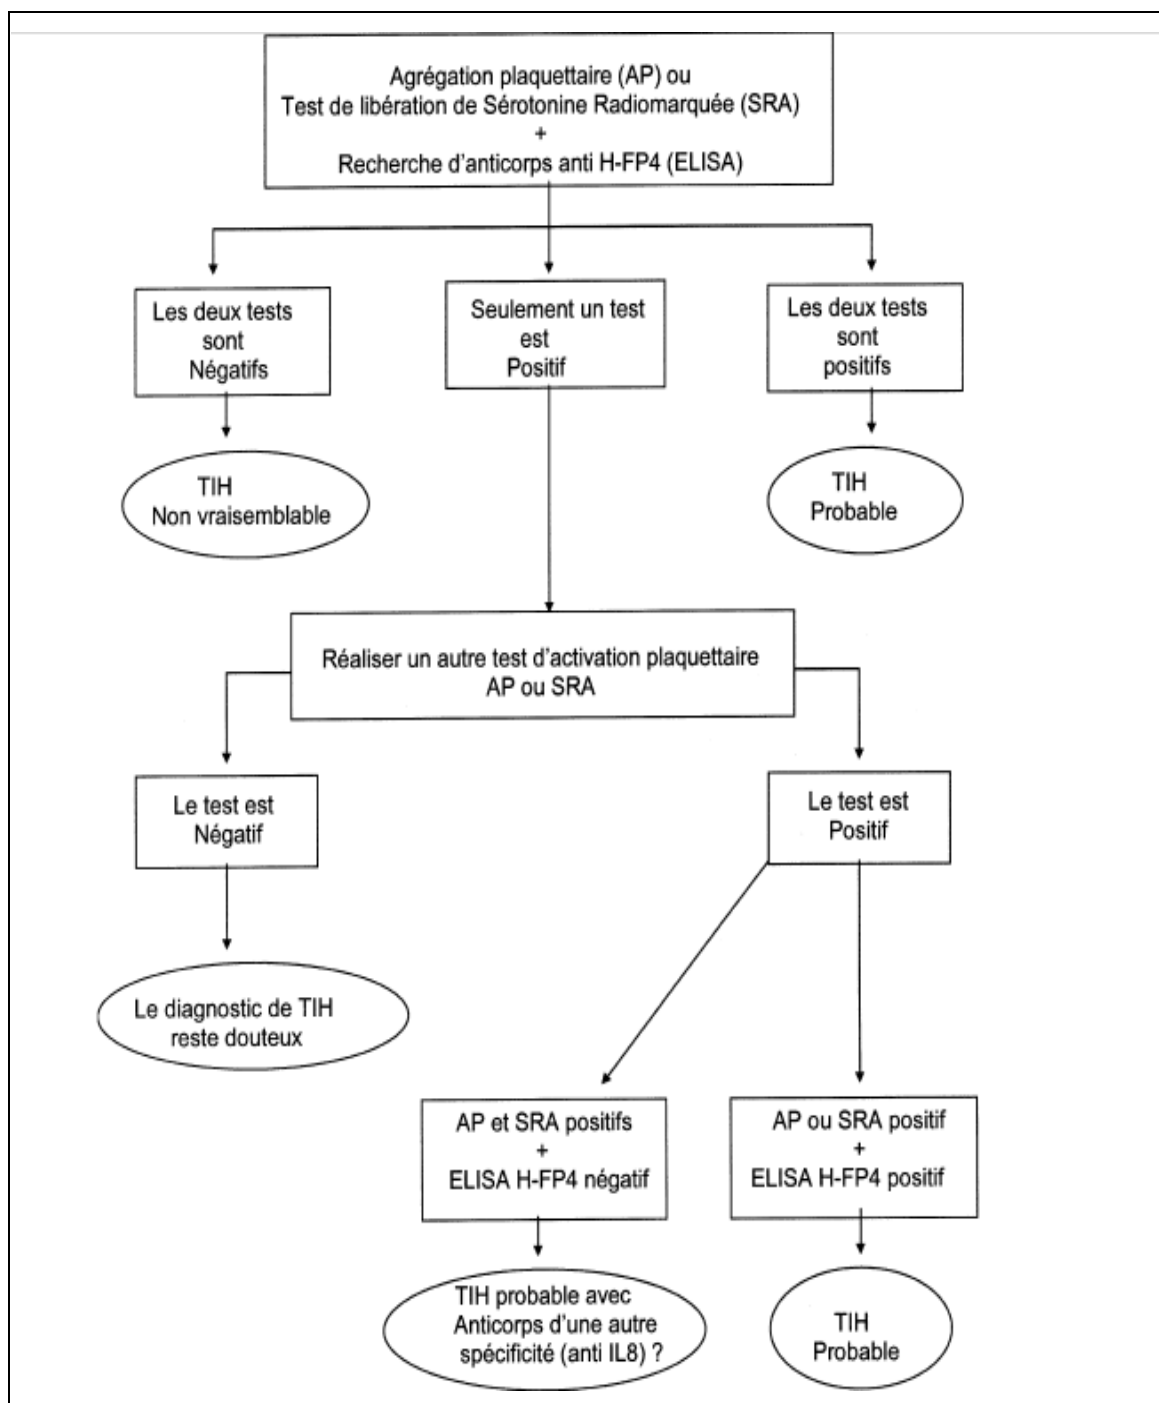 Agrégation plaquettaire (AP) ou
Test de libération de Sérotonine Radiomarquée (SRA)
+
Recherche d'anticorps anti H-FP4 (ELISA)
Les deux tests
sont
Négatifs
Seulement un test
est
Positif
Les deux tests
sont
positifs
TIH
Non vraisemblable
TIH
Probable
Réaliser un autre test d'activation plaquettaire
AP ou SRA
Le test est
Négatif
Le test est
Positif
Le diagnostic de TIH
reste douteux
AP et SRA positifs
+
ELISA H-FP4 négatif
AP ou SRA positif
+
ELISA H-FP4 positif
TIH probable avec
Anticorps d'une autre
spécificité (anti IL8) ?
TIH
Probable